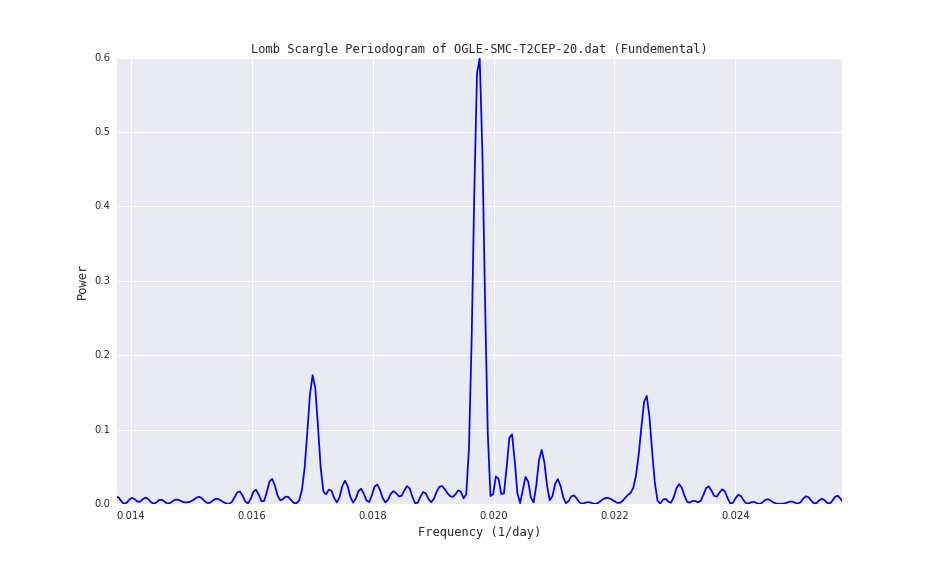 Lomb Scargle Periodogram of OGLE-SMC-T2CEP-20.dat (Fundemental)
0.6
0.5
0.4
0.3
0.2
0.1
0.0
Power
0.014 0.016 0.018 0.020 0.022 0.024
Frequency (1/day)